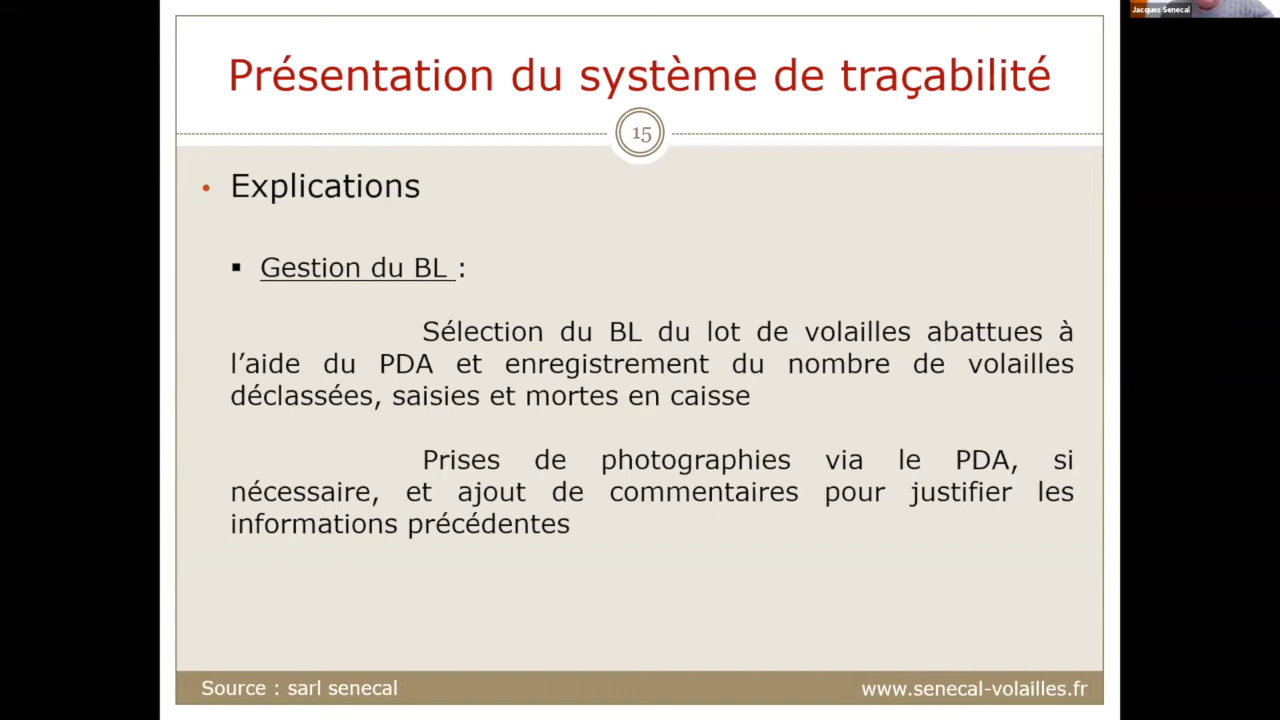 Jacques Senecal
Présentation du système de traçabilité
15
• Explications
▪ Gestion du BL :
Sélection du BL du lot de volailles abattues à
l’aide du PDA et enregistrement du nombre de volailles
déclassées, saisies et mortes en caisse
Prises de photographies via le PDA, si
nécessaire, et ajout de commentaires pour justifier les
informations précédentes
Source : sarl senecal
www.senecal-volailles.fr